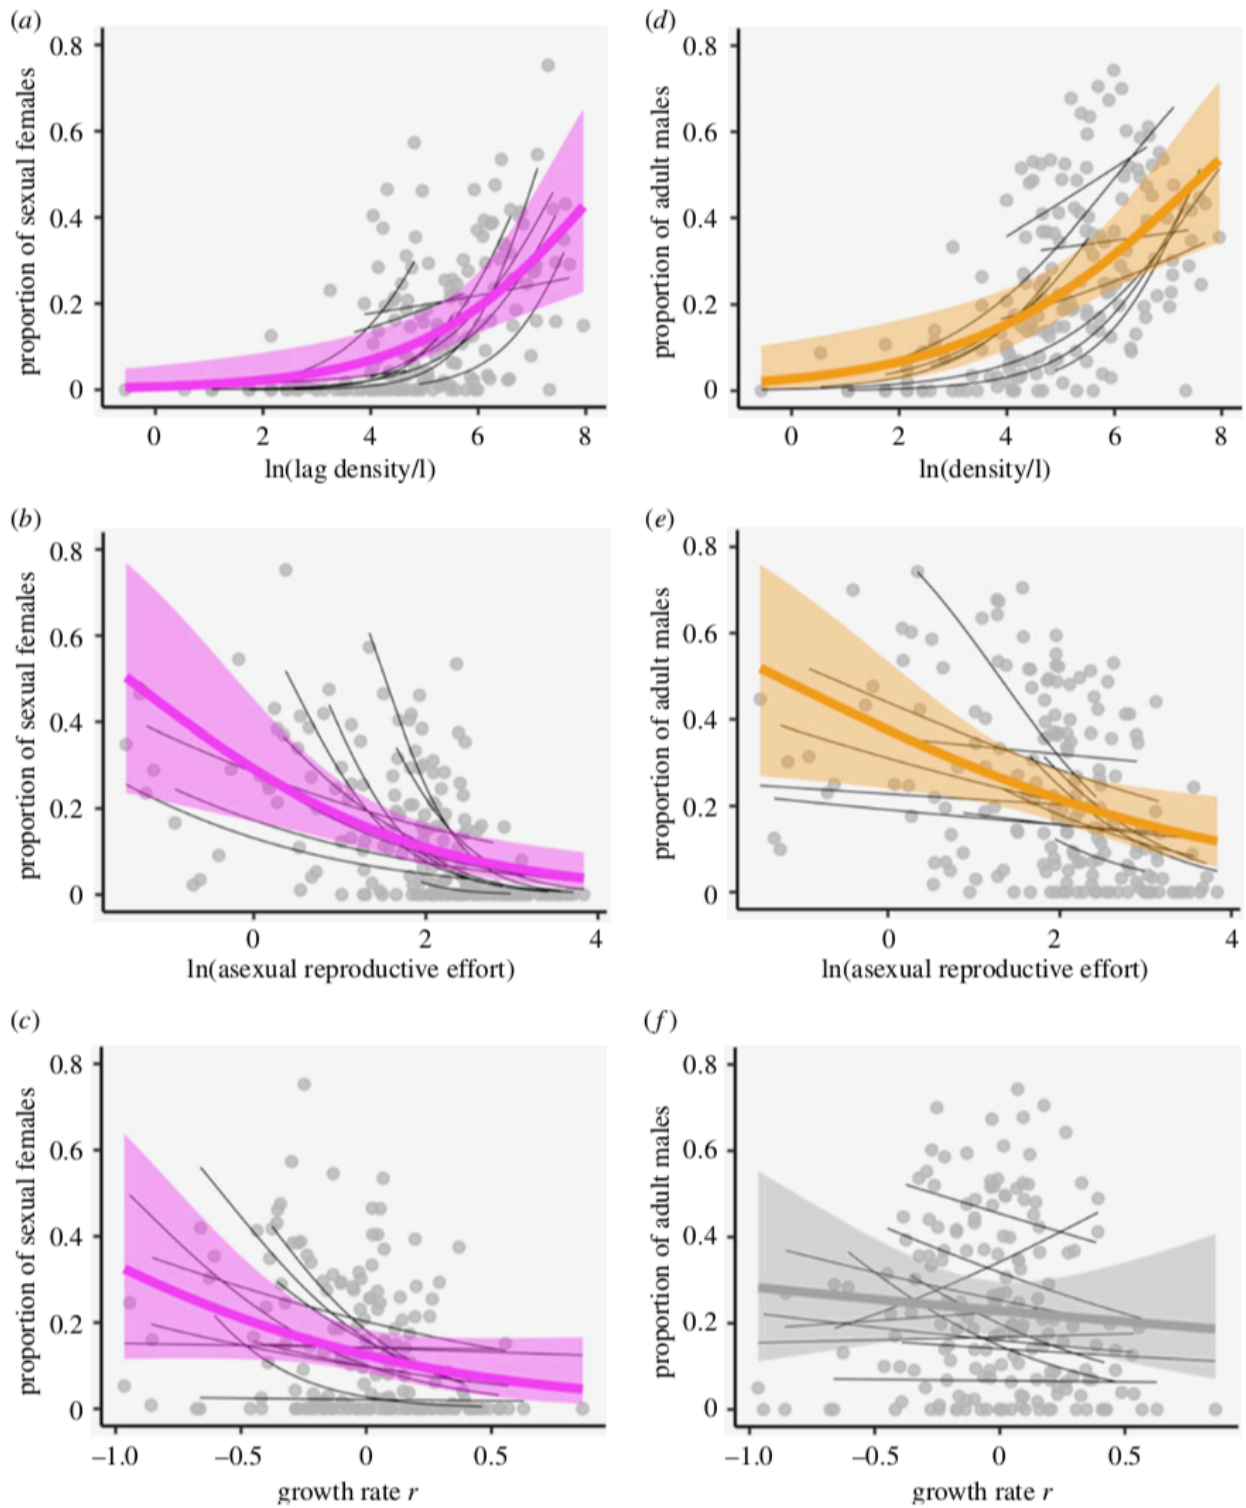 (a)
proportion of sexual females
0.8
0.6
0.4
0.2
0
0 2 4 6 8
ln(lag density/l)
(d)
proportion of adult males
0.8
0.6
0.4
0.2
0
0 2 4 6 8
ln(density/l)
(b)
proportion of sexual females
0.8
0.6
0.4
0.2
0
0 2 4
ln(asexual reproductive effort)
(e)
proportion of adult males
0.8
0.6
0.4
0.2
0
0 2 4
ln(asexual reproductive effort)
(c)
proportion of sexual females
0.8
0.6
0.4
0.2
0
–1.0 –0.5 0 0.5
growth rate r
(f)
proportion of adult males
0.8
0.6
0.4
0.2
0
–1.0 –0.5 0 0.5
growth rate r